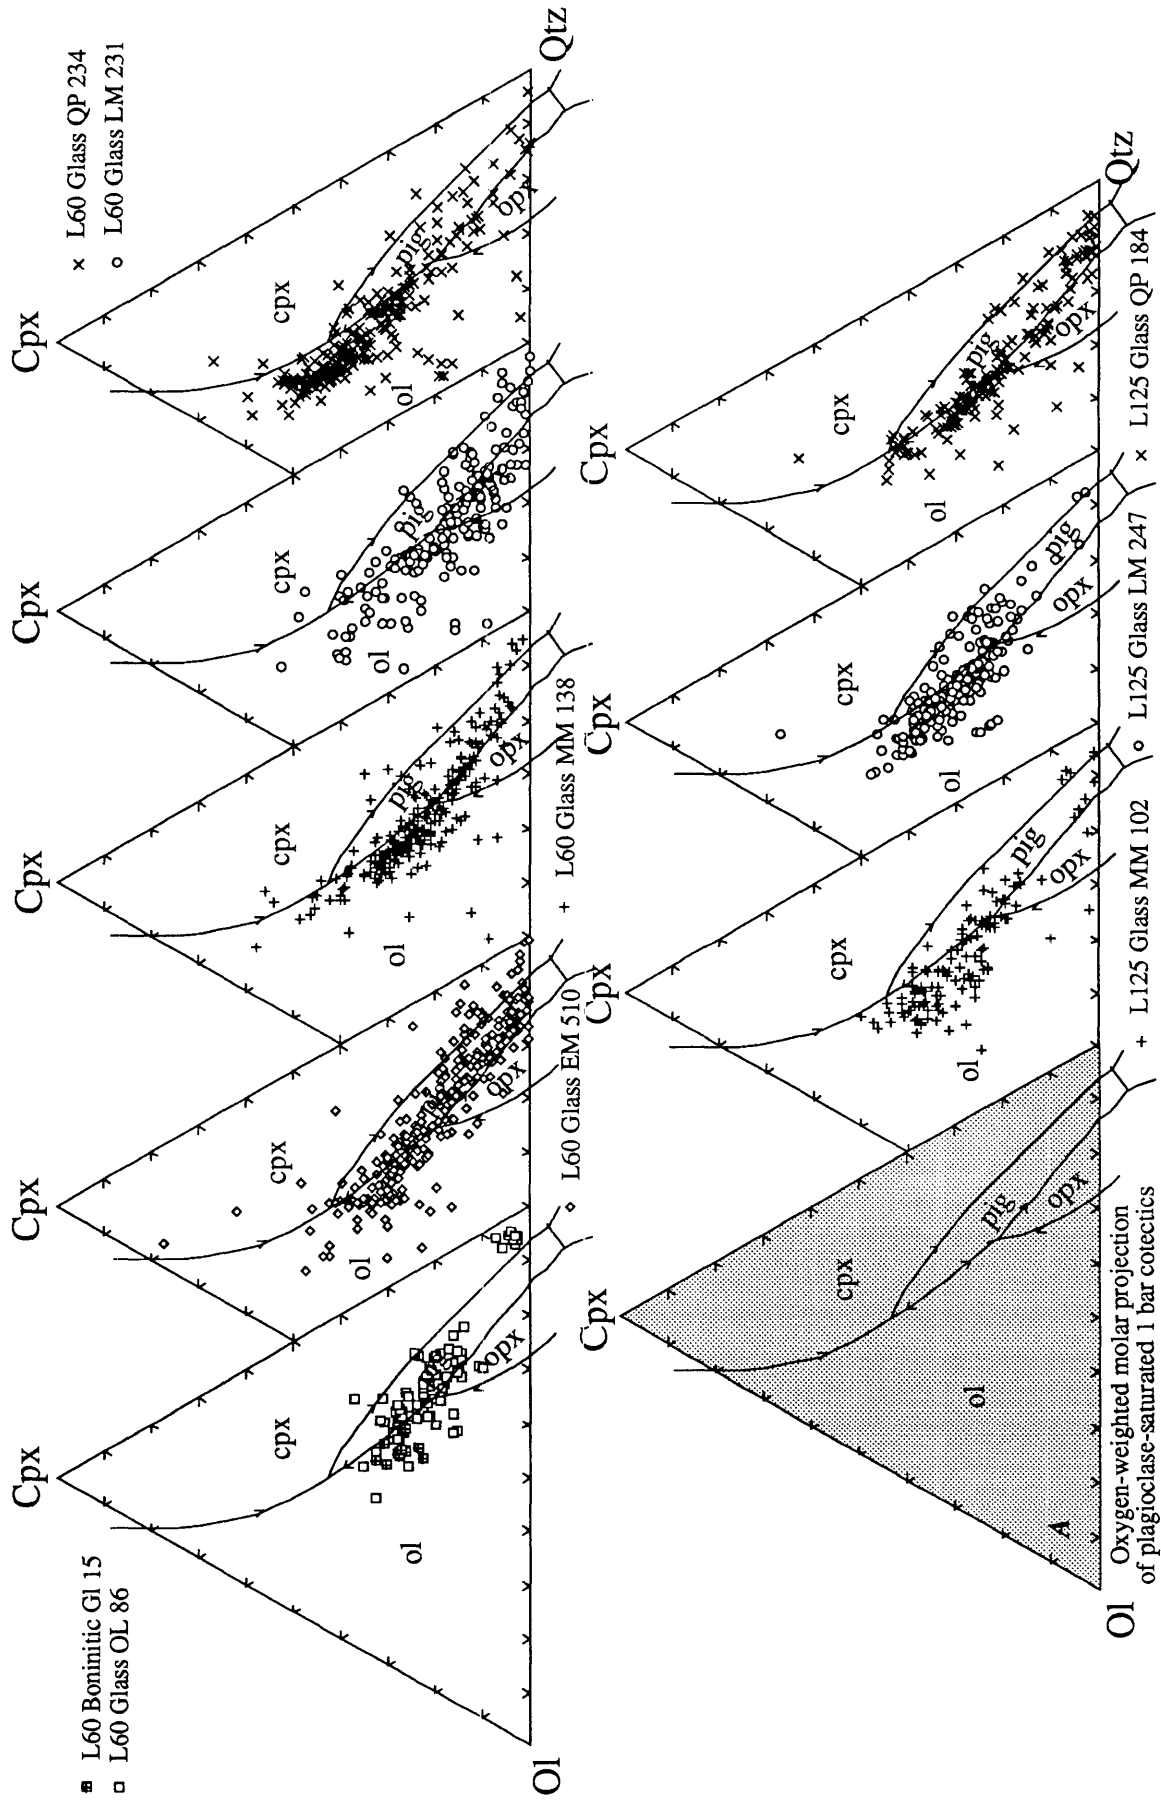 ⊞ L60 Boninitic Gl 15
□ L60 Glass OL 86
× L60 Glass QP 234
○ L60 Glass LM 231
Cpx
Cpx
Cpx
Cpx
Cpx
cpx
cpx
cpx
cpx
cpx
pig
pig
pig
ol
ol
ol
ol
ol
opx
opx
opx
opx
Ol
Qtz
◇ L60 Glass EM 510
+ L60 Glass MM 138
Cpx
Cpx
Cpx
Cpx
cpx
cpx
cpx
cpx
pig
pig
pig
pig
ol
ol
ol
ol
opx
opx
opx
opx
A
Ol
Qtz
Oxygen-weighted molar projection
of plagioclase-saturated 1 bar cotectics
+ L125 Glass MM 102
○ L125 Glass LM 247
× L125 Glass QP 184